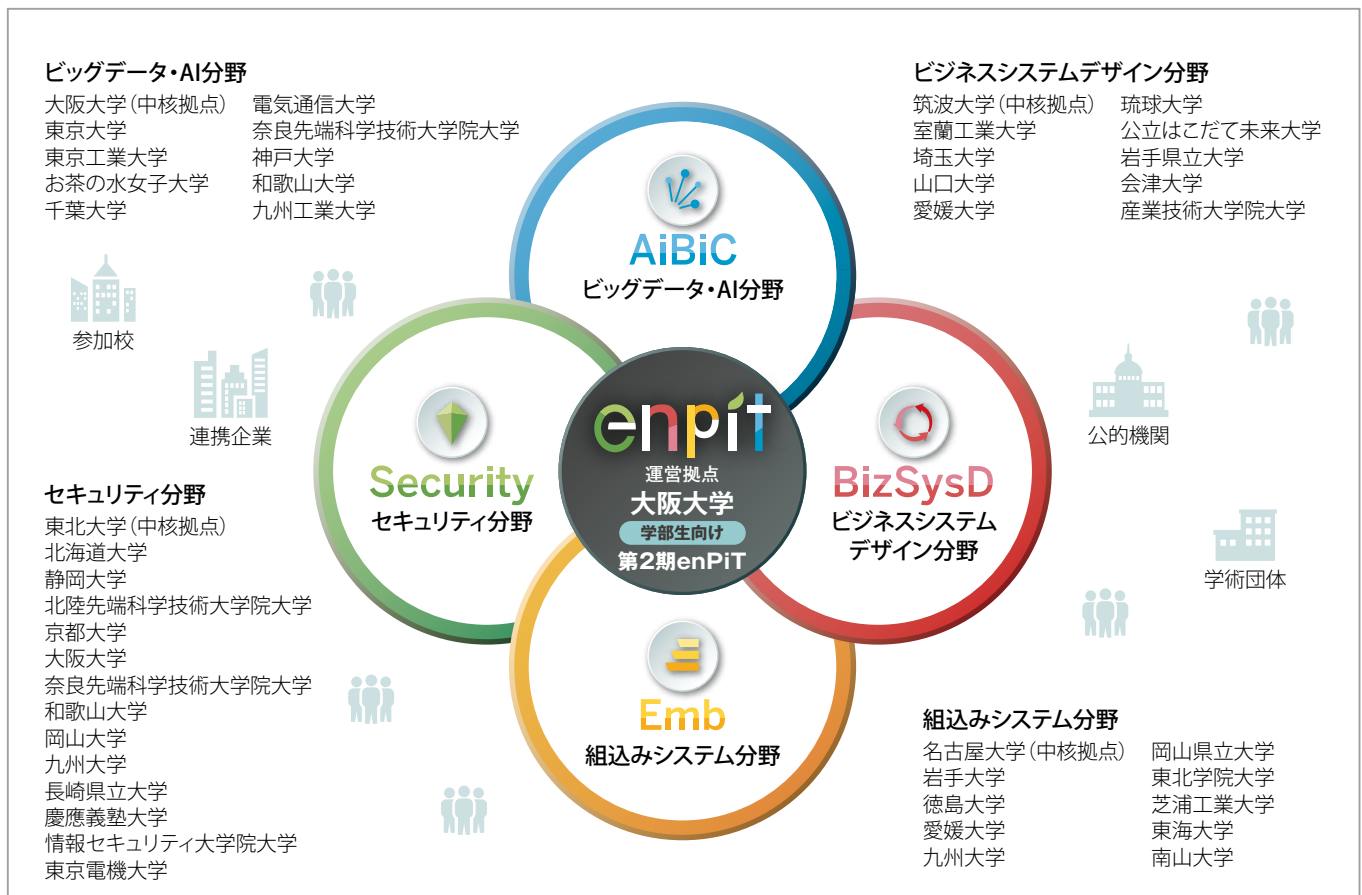 ビッグデータ・AI分野
大阪大学（中核拠点）
東京大学
東京工業大学
お茶の水女子大学
千葉大学
電気通信大学
奈良先端科学技術大学院大学
神戸大学
和歌山大学
九州工業大学
ビジネスシステムデザイン分野
筑波大学（中核拠点）
室蘭工業大学
埼玉大学
山口大学
愛媛大学
琉球大学
公立はこだて未来大学
岩手県立大学
会津大学
産業技術大学院大学
AiBiC
ビッグデータ・AI分野
参加校
連携企業
Security
セキュリティ分野
enpit
運営拠点
大阪大学
学部生向け
第2期enPiT
BizSysD
ビジネスシステム
デザイン分野
公的機関
学術団体
セキュリティ分野
東北大学（中核拠点）
北海道大学
静岡大学
北陸先端科学技術大学院大学
京都大学
大阪大学
奈良先端科学技術大学院大学
和歌山大学
岡山大学
九州大学
長崎県立大学
慶應義塾大学
情報セキュリティ大学院大学
東京電機大学
Emb
組込みシステム分野
組込みシステム分野
名古屋大学（中核拠点）
岩手大学
徳島大学
愛媛大学
九州大学
岡山県立大学
東北学院大学
芝浦工業大学
東海大学
南山大学